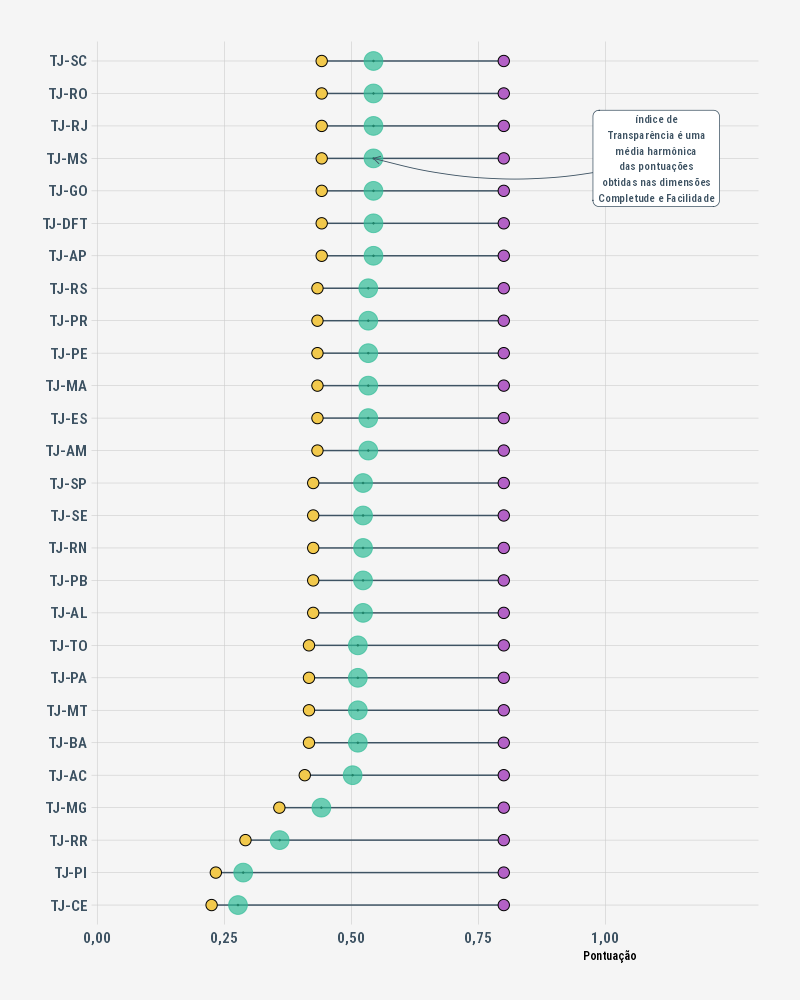 TJ-SC
TJ-RO
TJ-RJ
TJ-MS
TJ-GO
TJ-DFT
TJ-AP
TJ-RS
TJ-PR
TJ-PE
TJ-MA
TJ-ES
TJ-AM
TJ-SP
TJ-SE
TJ-RN
TJ-PB
TJ-AL
TJ-TO
TJ-PA
TJ-MT
TJ-BA
TJ-AC
TJ-MG
TJ-RR
TJ-PI
TJ-CE
índice de
Transparência é uma
média harmônica
das pontuações
obtidas nas dimensões
Completude e Facilidade
0,00 0,25 0,50 0,75 1,00
Pontuação